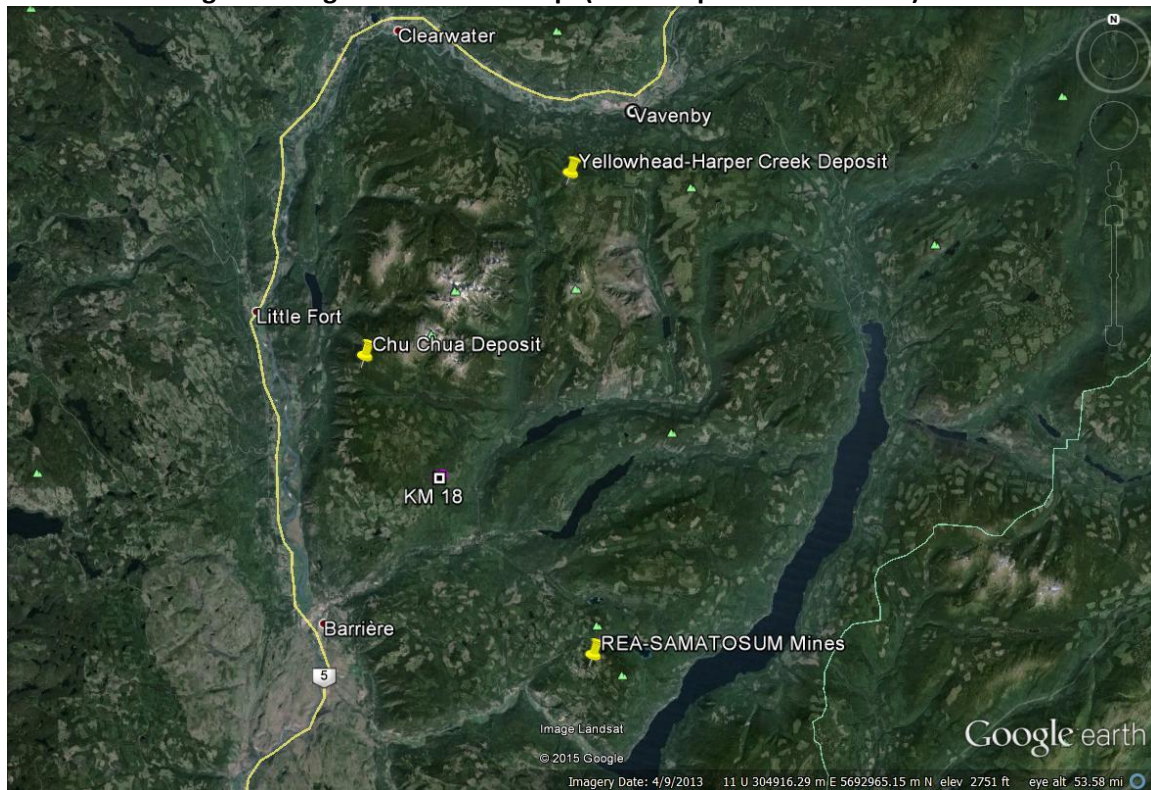 N
Clearwater
Vavenby
Yellowhead-Harper Creek Deposit
Little Fort
Chu Chua Deposit
KM 18
Barrière
REA-SAMATOSUM Mines
5
Image Landsat
© 2015 Google
Google earth
Imagery Date: 4/9/2013 11 U 304916.29 m E 5692965.15 m N elev 2751 ft eye alt 53.58 mi